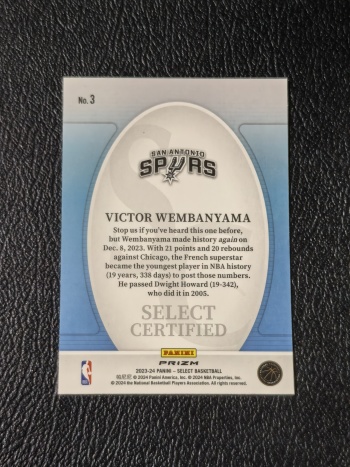 No. 3
SAN ANTONIO
SPURS
VICTOR WEMBANYAMA
Stop us if you've heard this one before,
but Wembanyama made history again on
Dec. 8, 2023. With 21 points and 20 rebounds
against Chicago, the French superstar
became the youngest player in NBA history
(19 years, 338 days) to post those numbers.
He passed Dwight Howard (19-342),
who did it in 2005.
SELECT
CERTIFIED
PANINI
PRIZM
2023-24 PANINI – SELECT BASKETBALL
© 2024 Panini America, Inc. © 2024 NBA Properties, Inc.
© 2024 the National Basketball Players Association. All rights reserved.
NBA